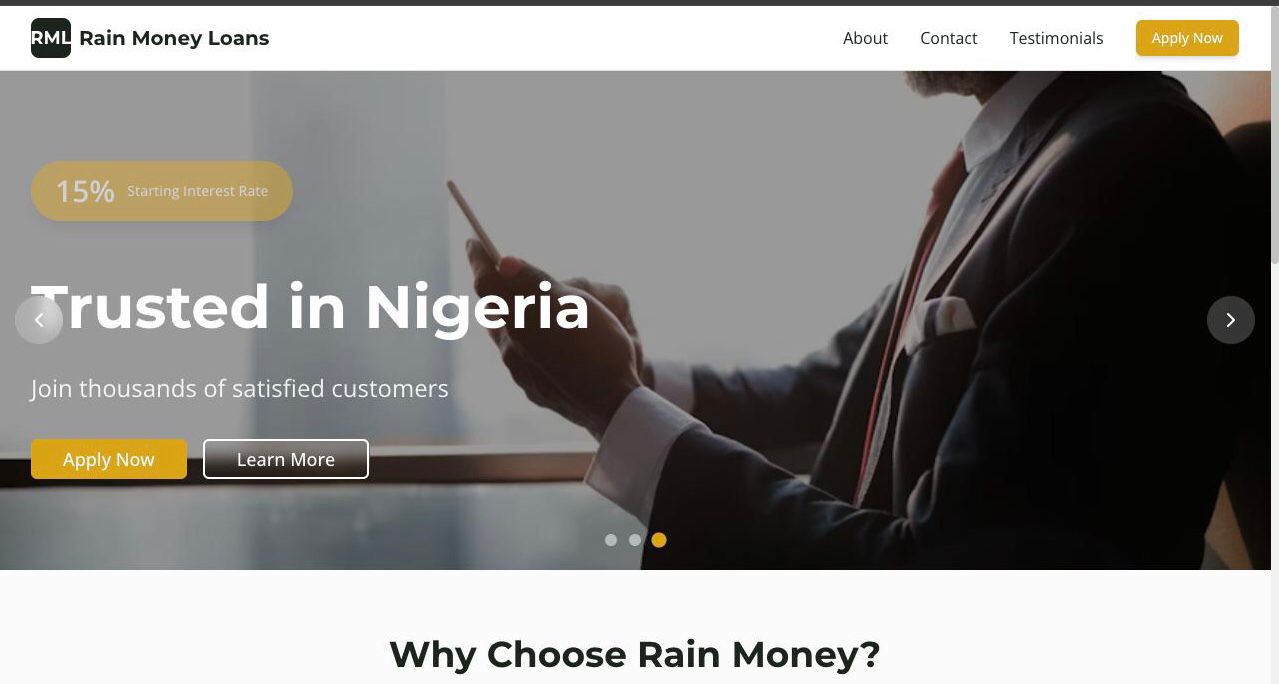 RML Rain Money Loans About Contact Testimonials Apply Now
15% Starting Interest Rate
Trusted in Nigeria
Join thousands of satisfied customers
Apply Now Learn More
Why Choose Rain Money?